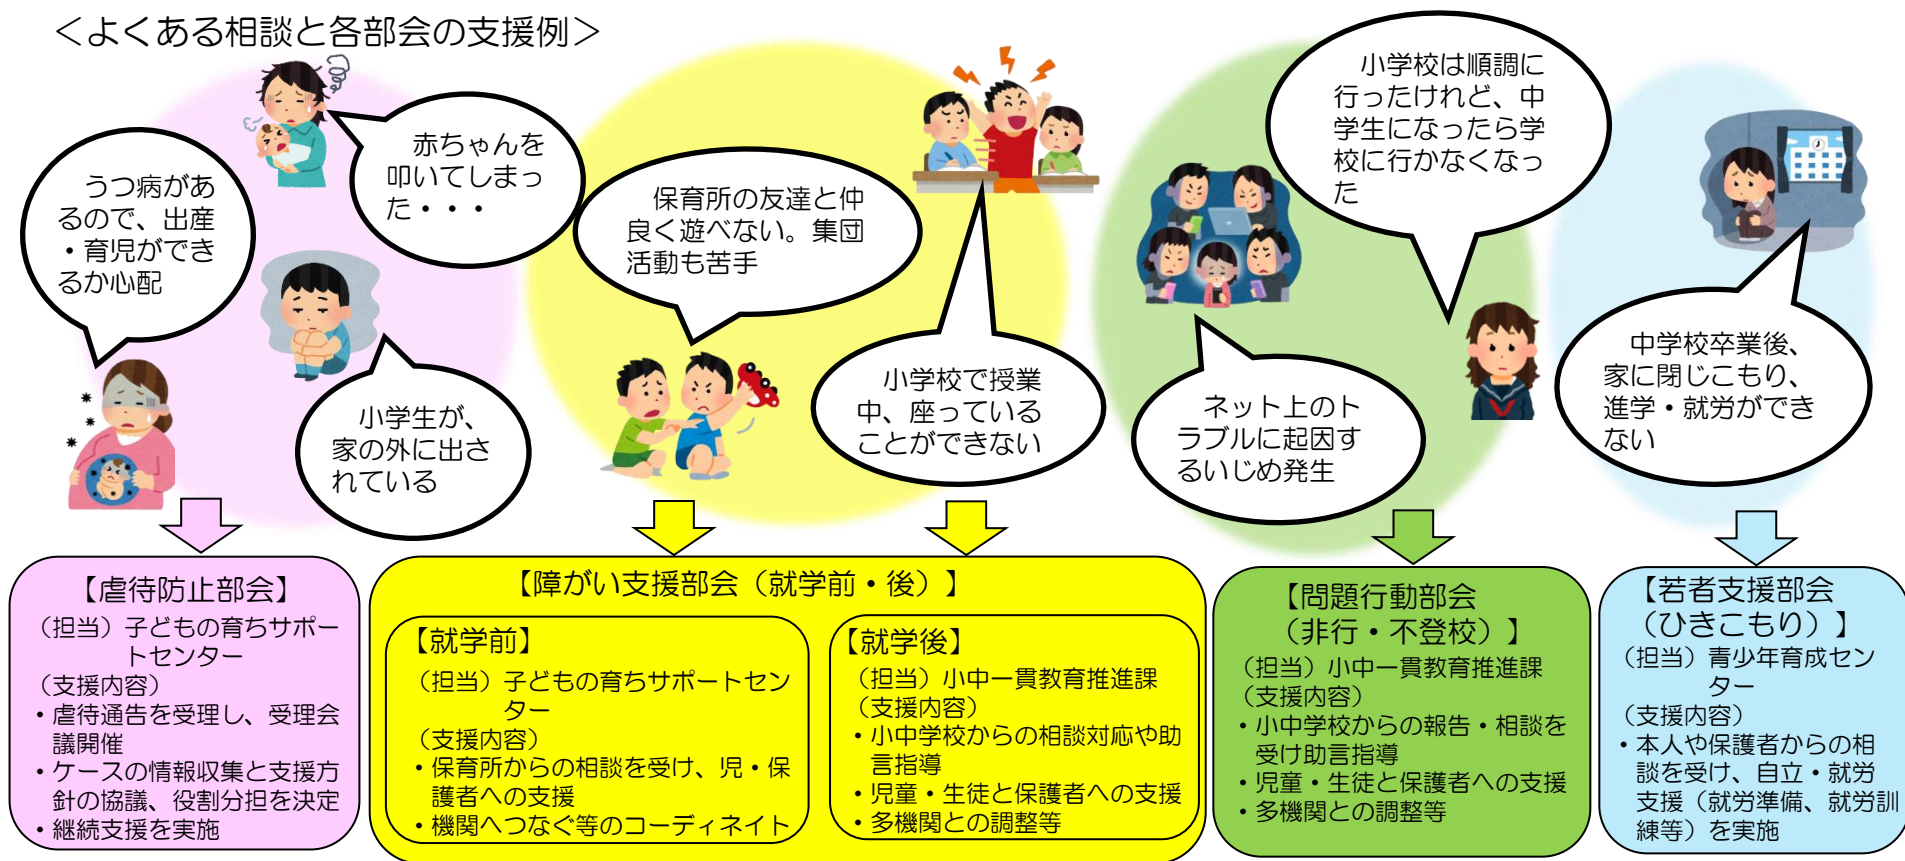 ＜よくある相談と各部会の支援例＞
うつ病があ
るので、出産
・育児ができ
るか心配
赤ちゃんを
叩いてしまっ
た・・・
小学生が、
家の外に出さ
れている
保育所の友達と仲
良く遊べない。集団
活動も苦手
小学校で授業
中、座っている
ことができない
ネット上のト
ラブルに起因す
るいじめ発生
小学校は順調に
行ったけれど、中
学生になったら学
校に行かなくなっ
た
中学校卒業後、
家に閉じこもり、
進学・就労ができ
ない
【虐待防止部会】
（担当）子どもの育ちサポー
トセンター
（支援内容）
・虐待通告を受理し、受理会
議開催
・ケースの情報収集と支援方
針の協議、役割分担を決定
・継続支援を実施
【障がい支援部会（就学前・後）】
【就学前】
（担当）子どもの育ちサポートセン
ター
（支援内容）
・保育所からの相談を受け、児・保
護者への支援
・機関へつなぐ等のコーディネイト
【就学後】
（担当）小中一貫教育推進課
（支援内容）
・小中学校からの相談対応や助
言指導
・児童・生徒と保護者への支援
・多機関との調整等
【問題行動部会
（非行・不登校）】
（担当）小中一貫教育推進課
（支援内容）
・小中学校からの報告・相談を
受け助言指導
・児童・生徒と保護者への支援
・多機関との調整等
【若者支援部会
（ひきこもり）】
（担当）青少年育成セン
ター
（支援内容）
・本人や保護者からの相
談を受け、自立・就労
支援（就労準備、就労訓
練等）を実施